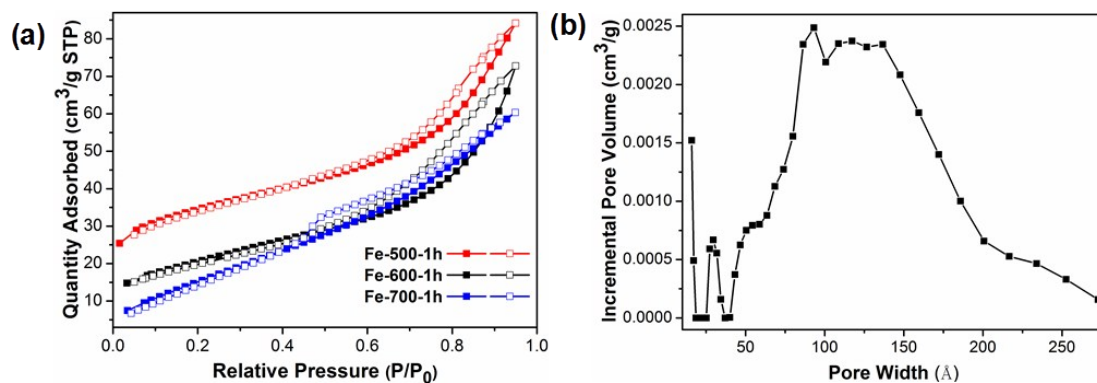 (a)
Quantity Adsorbed (cm³/g STP)
80
70
60
50
40
30
20
10
Fe-500-1h
Fe-600-1h
Fe-700-1h
0.0
0.2
0.4
0.6
0.8
1.0
Relative Pressure (P/P₀)
(b)
Incremental Pore Volume (cm³/g)
0.0025
0.0020
0.0015
0.0010
0.0005
0.0000
50
100
150
200
250
Pore Width (Å)